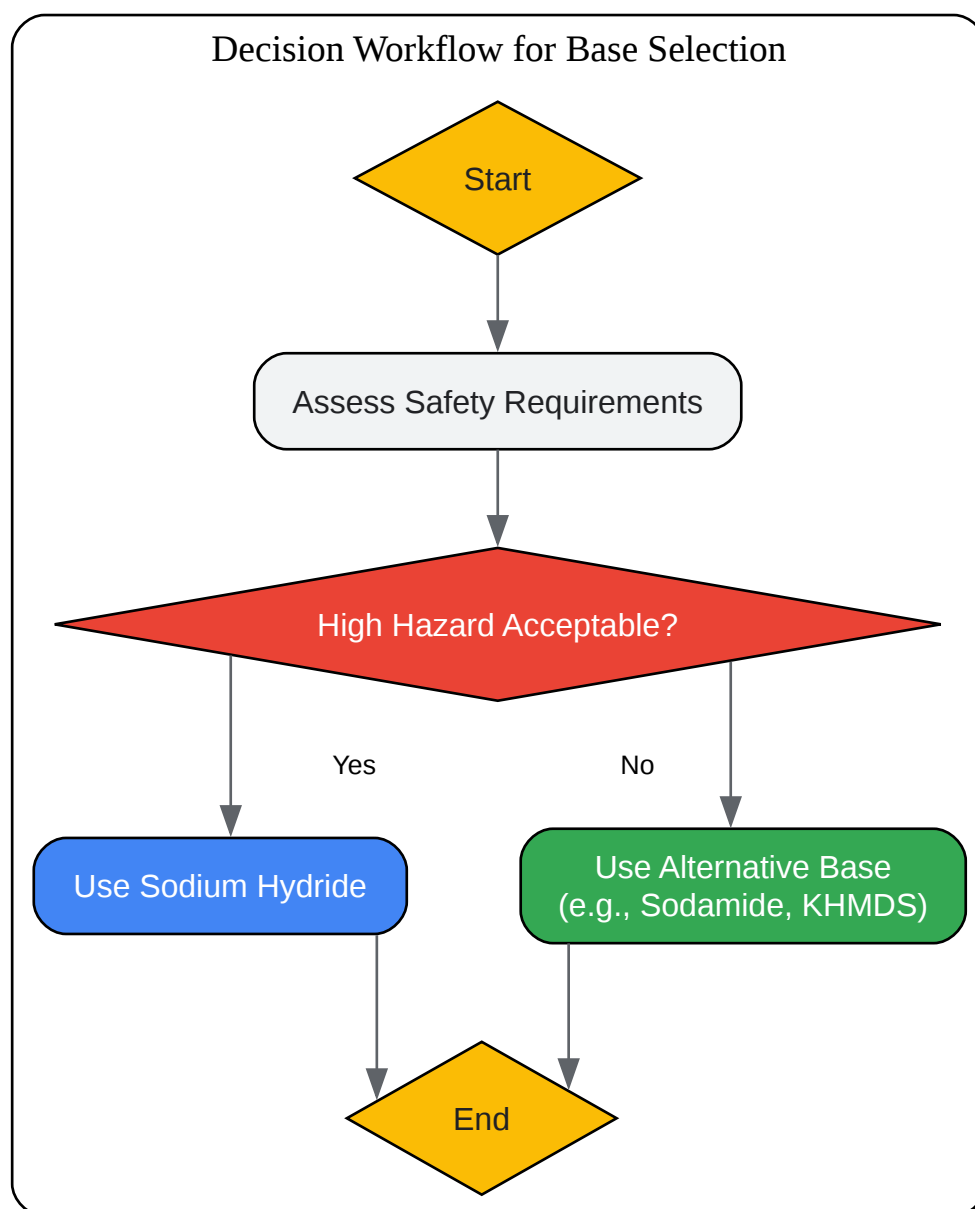 Decision Workflow for Base Selection
Start
Assess Safety Requirements
High Hazard Acceptable?
Yes
No
Use Sodium Hydride
Use Alternative Base
(e.g., Sodamide, KHMDS)
End